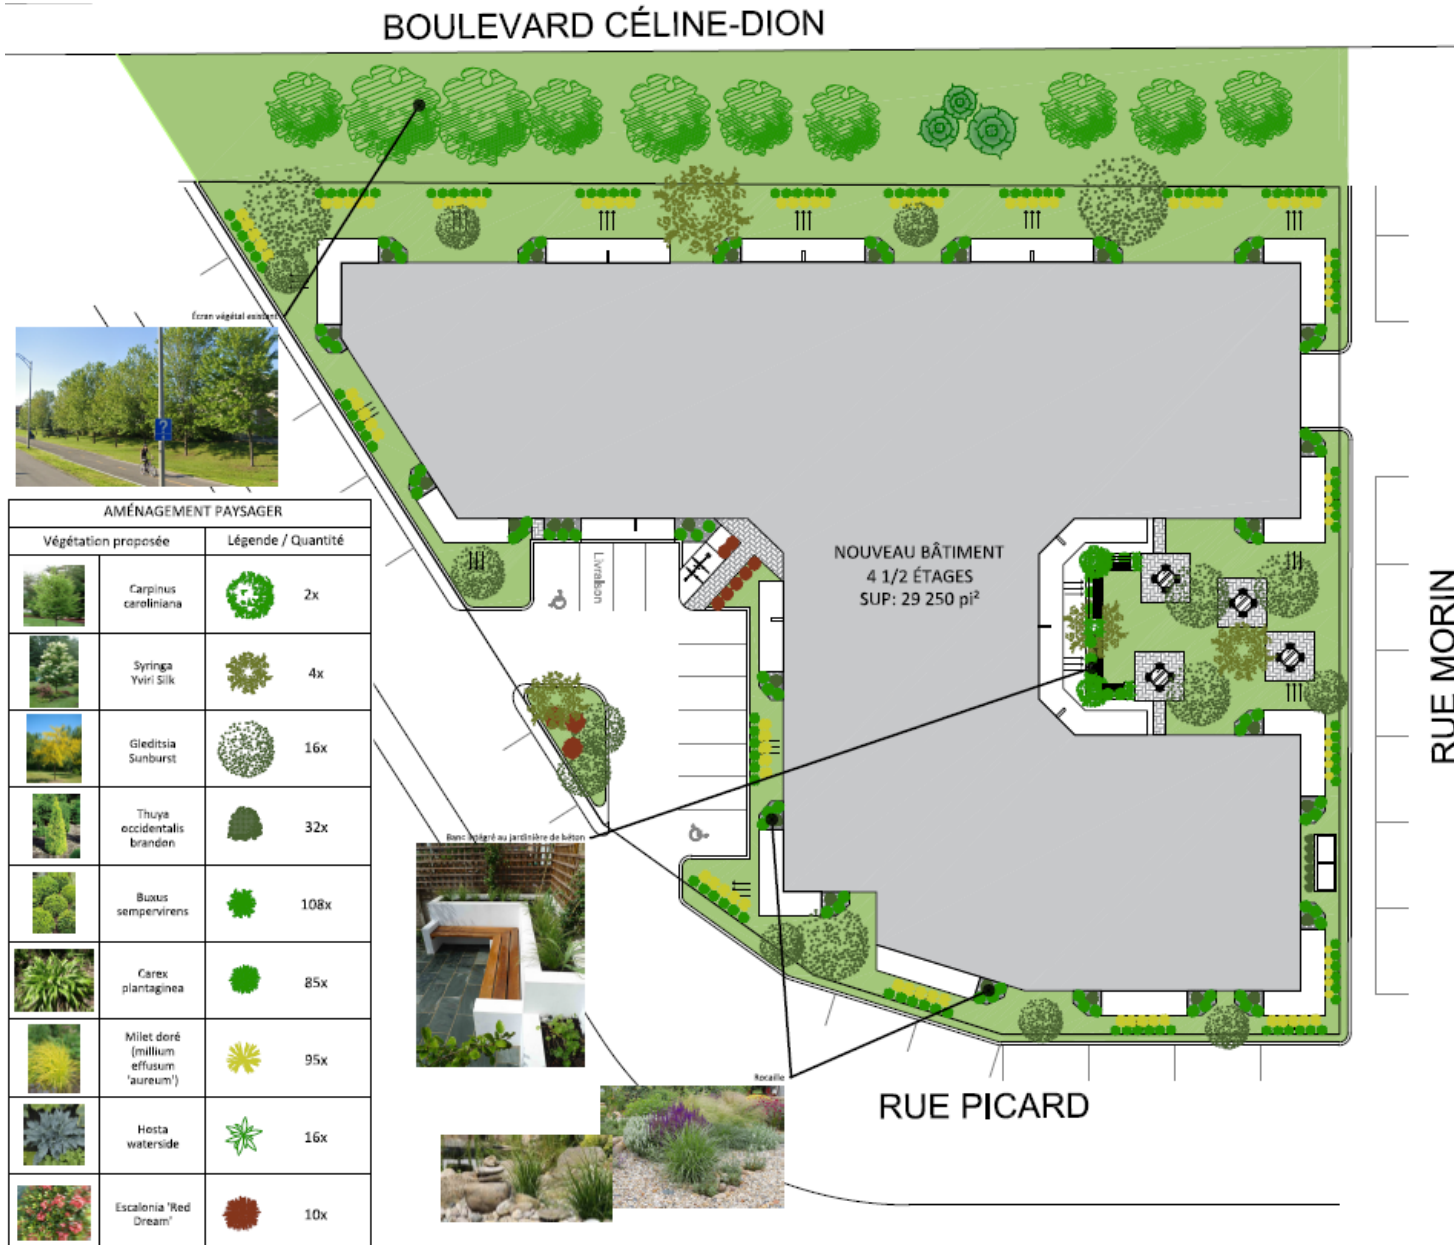 BOULEVARD CÉLINE-DION
Écran végétal existant
AMÉNAGEMENT PAYSAGER
Végétation proposée
Légende / Quantité
Carpinus
caroliniana
2x
Syringa
Yviri Silk
4x
Gleditsia
Sunburst
16x
Thuya
occidentalis
brandon
32x
Buxus
sempervirens
108x
Carex
plantaginea
85x
Milet doré
(millium
effusum
'aureum')
95x
Hosta
waterside
16x
Escalonia 'Red
Dream'
10x
Livraison
NOUVEAU BÂTIMENT
4 1/2 ÉTAGES
SUP: 29 250 pi²
Banc intégré au jardinière de béton
Rocaille
RUE PICARD
RUE MORIN
?